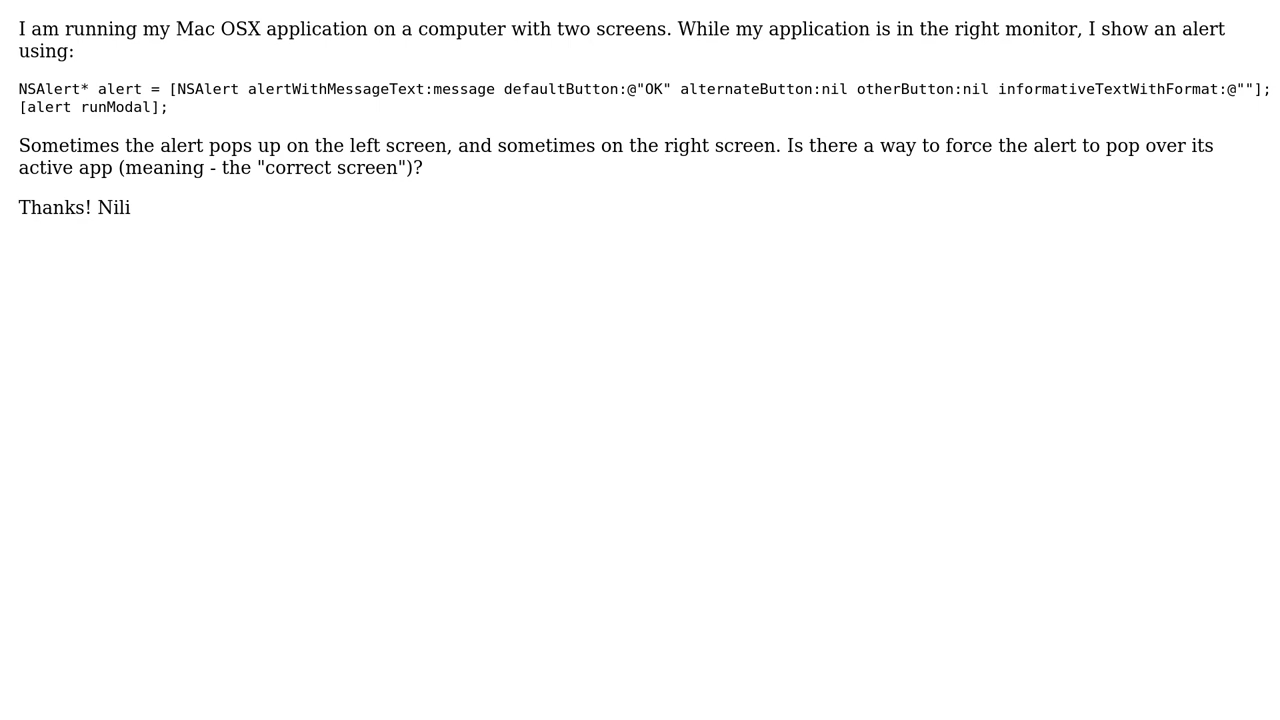 I am running my Mac OSX application on a computer with two screens. While my application is in the right monitor, I show an alert
using:
NSAlert* alert = [NSAlert alertWithMessageText:message defaultButton:@"OK" alternateButton:nil otherButton:nil informativeTextWithFormat:@""];
[alert runModal];
Sometimes the alert pops up on the left screen, and sometimes on the right screen. Is there a way to force the alert to pop over its
active app (meaning - the "correct screen")?
Thanks! Nili